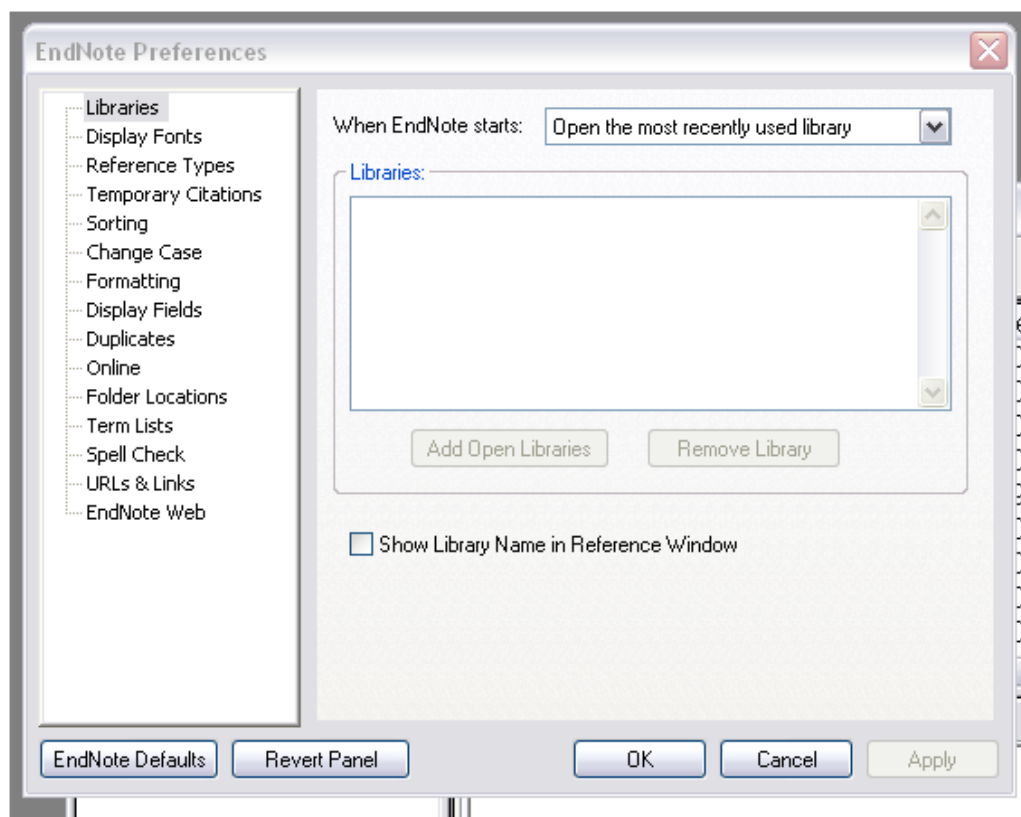 EndNote Preferences
Libraries
Display Fonts
Reference Types
Temporary Citations
Sorting
Change Case
Formatting
Display Fields
Duplicates
Online
Folder Locations
Term Lists
Spell Check
URLs & Links
EndNote Web
When EndNote starts: Open the most recently used library
Libraries:
Add Open Libraries Remove Library
Show Library Name in Reference Window
EndNote Defaults Revert Panel OK Cancel Apply